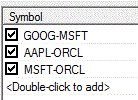 Symbol
GOOG-MSFT
AAPL-ORCL
MSFT-ORCL
<Double-click to add>